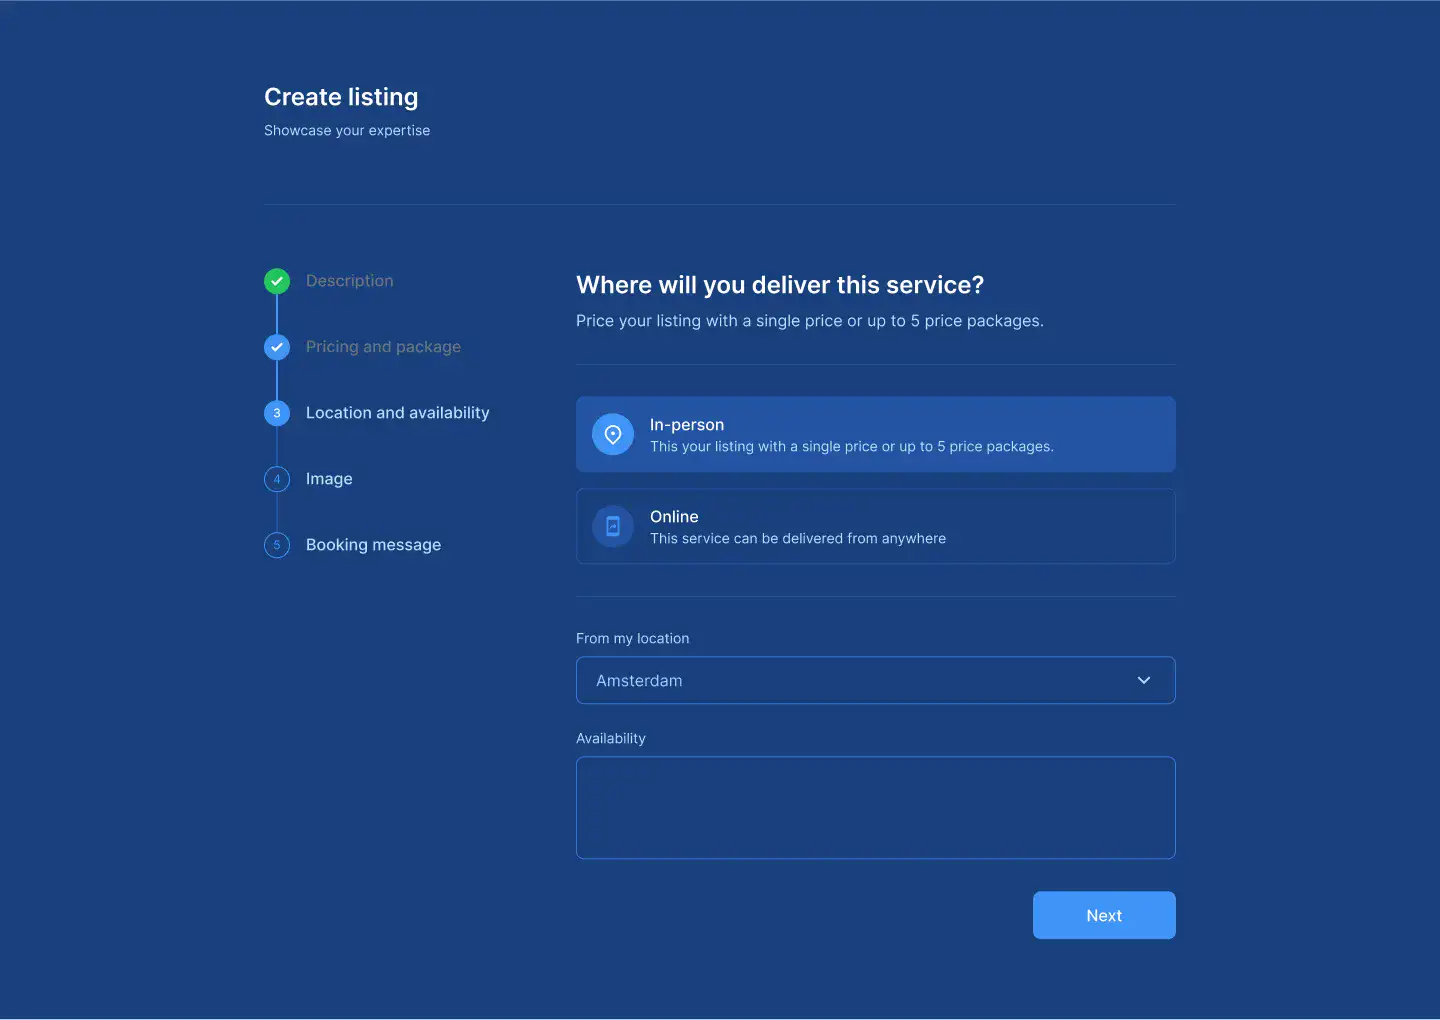 Create listing
Showcase your expertise
Description
Pricing and package
3 Location and availability
4 Image
5 Booking message
Where will you deliver this service?
Price your listing with a single price or up to 5 price packages.
In-person
This your listing with a single price or up to 5 price packages.
Online
This service can be delivered from anywhere
From my location
Amsterdam
Availability
Next